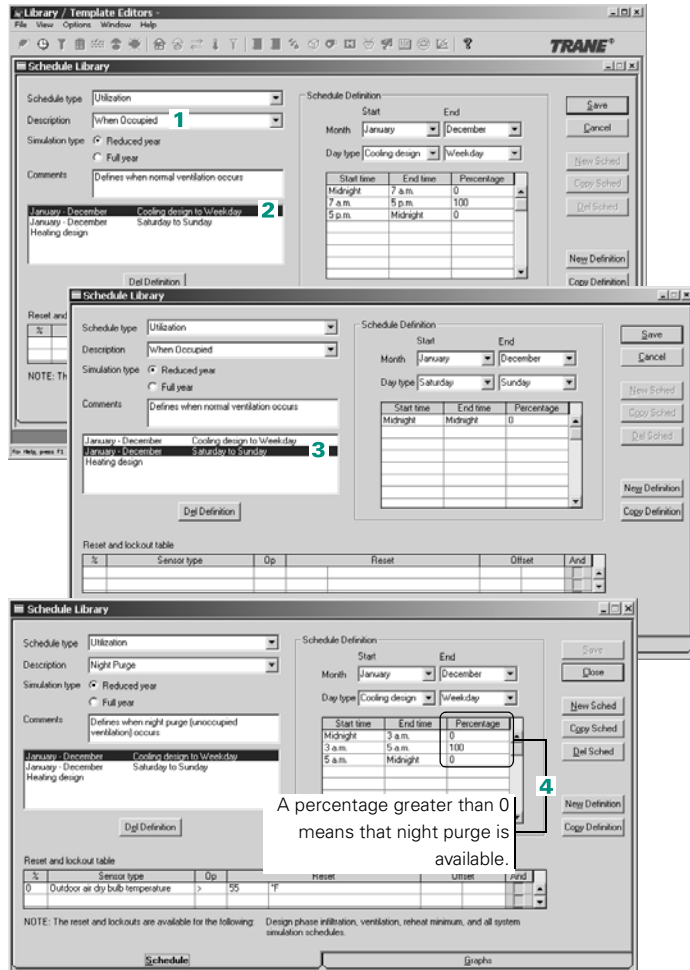 Library / Template Editors -
File View Options Window Help
TRANE®
Schedule Library
Schedule type Utilization
Description When Occupied 1
Simulation type Reduced year
Full year
Comments Defines when normal ventilation occurs
January - December Cooling design to Weekday 2
January - December Saturday to Sunday
Heating design
Del Definition
Schedule Definition
Start End
Month January December
Day type Cooling design Weekday
Start time End time Percentage
Midnight 7 a.m. 0
7 a.m. 5 p.m. 100
5 p.m. Midnight 0
Save
Cancel
New Sched
Copy Sched
Del Sched
New Definition
Copy Definition
Reset and
%
NOTE: Th
For Help, press F1
Schedule Library
Schedule type Utilization
Description When Occupied
Simulation type Reduced year
Full year
Comments Defines when normal ventilation occurs
January - December Cooling design to Weekday
January - December Saturday to Sunday 3
Heating design
Del Definition
Schedule Definition
Start End
Month January December
Day type Saturday Sunday
Start time End time Percentage
Midnight Midnight 0
Save
Cancel
New Sched
Copy Sched
Del Sched
New Definition
Copy Definition
Reset and lockout table
% Sensor type Op Reset Offset And
Schedule Library
Schedule type Utilization
Description Night Purge
Simulation type Reduced year
Full year
Comments Defines when night purge (unoccupied
ventilation) occurs
January - December Cooling design to Weekday
January - December Saturday to Sunday
Heating design
Del Definition
Schedule Definition
Start End
Month January December
Day type Cooling design Weekday
Start time End time Percentage
Midnight 3 a.m. 0
3 a.m. 5 a.m. 100
5 a.m. Midnight 0
4
A percentage greater than 0
means that night purge is
available.
Save
Close
New Sched
Copy Sched
Del Sched
New Definition
Copy Definition
Reset and lockout table
% Sensor type Op Reset Offset And
0 Outdoor air dry bulb temperature > 55 °F
NOTE: The reset and lockouts are available for the following: Design phase infiltration, ventilation, reheat minimum, and all system
simulation schedules.
Schedule Graphs